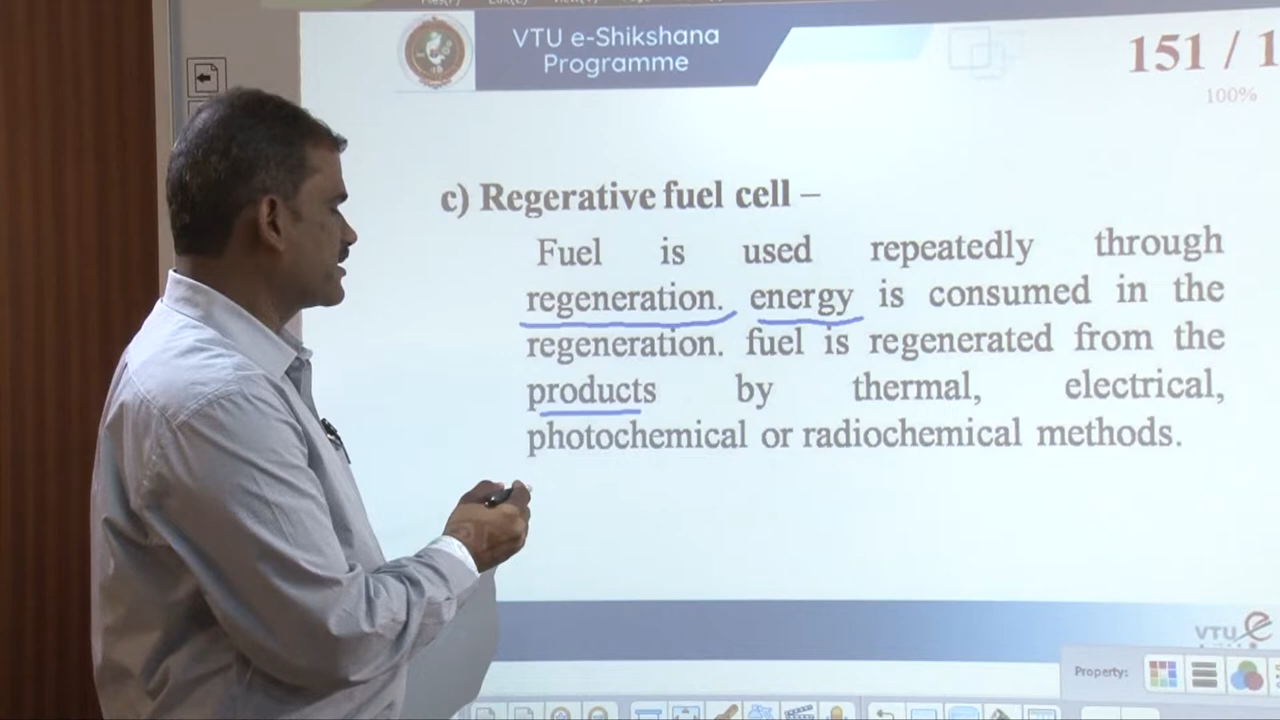 VTU e-Shikshana
Programme
151 / 1
100%
c) Regerative fuel cell –
Fuel is used repeatedly through
regeneration. energy is consumed in the
regeneration. fuel is regenerated from the
products by thermal, electrical,
photochemical or radiochemical methods.
VTU e
Property: